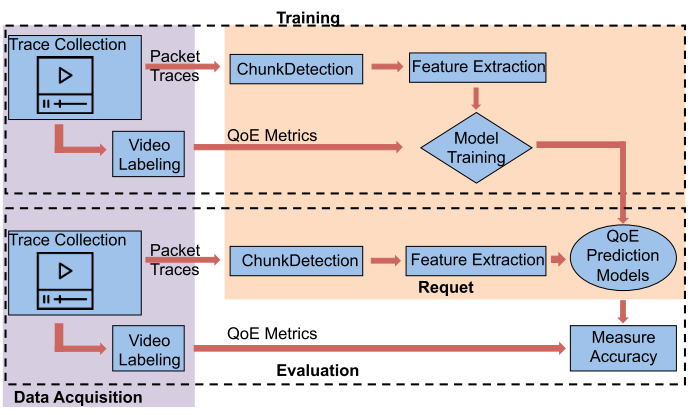 Training
Trace Collection
Packet
Traces
ChunkDetection
Feature Extraction
Video
Labeling
QoE Metrics
Model
Training
Trace Collection
Packet
Traces
ChunkDetection
Feature Extraction
QoE
Prediction
Models
Requet
Video
Labeling
QoE Metrics
Measure
Accuracy
Evaluation
Data Acquisition